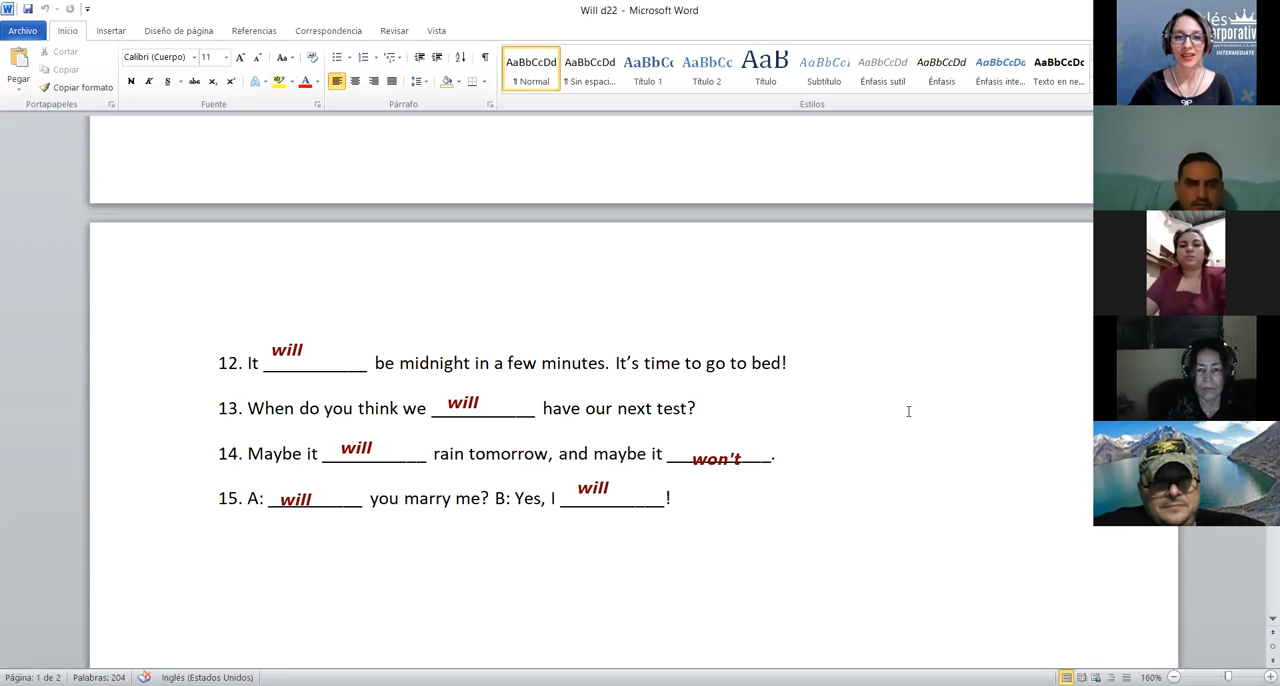 Will d22 - Microsoft Word
Archivo Inicio Insertar Diseño de página Referencias Correspondencia Revisar Vista
Pegar
Cortar
Copiar
Copiar formato
Portapapeles
Calibri (Cuerpo) 11
Fuente
Párrafo
AaBbCcDd AaBbCcDd AaBbCc AaBbCc AaB AaBbCcI AaBbCcDd AaBbCcDd AaBbCcDd AaBbCcDc
¶ Normal ¶ Sin espaci... Título 1 Título 2 Título Subtítulo Énfasis sutil Énfasis Énfasis inte... Texto en ne...
Estilos
lés
orporativ
INTERMEDIATE
12. It will be midnight in a few minutes. It’s time to go to bed!
13. When do you think we will have our next test?
14. Maybe it will rain tomorrow, and maybe it won't.
15. A: will you marry me? B: Yes, I will!
Página: 1 de 2 Palabras: 204 Inglés (Estados Unidos) 160%